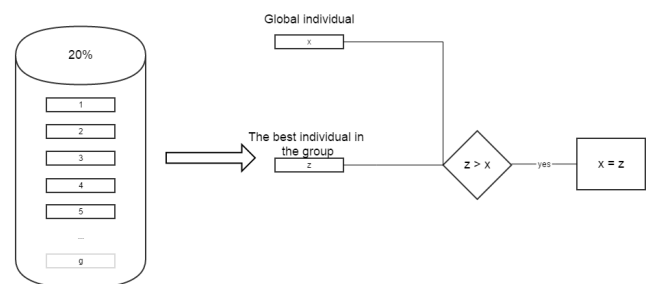 Global individual
x
20%
1
2
3
4
5
...
g
The best individual in
the group
z
z > x
yes
x = z